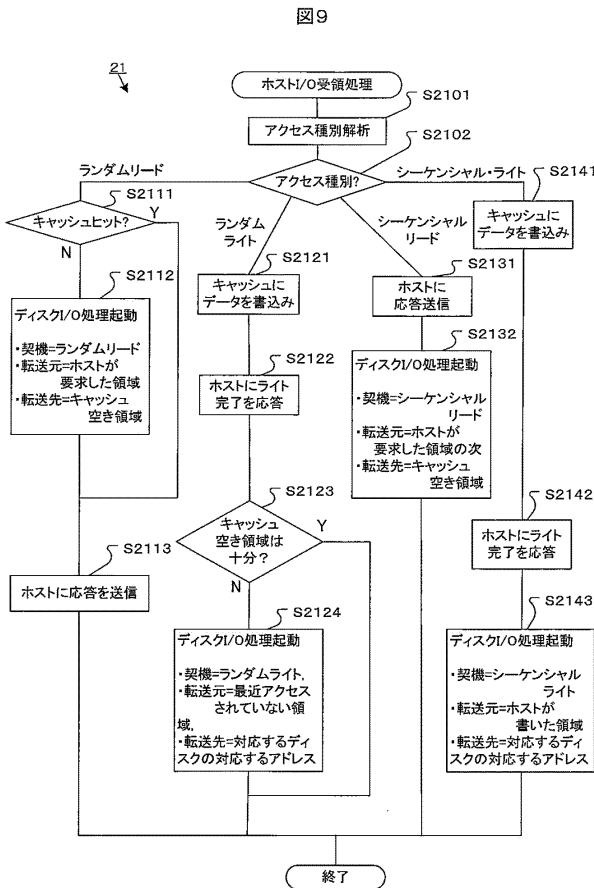 図9
21
ホストI/O受領処理
S2101
アクセス種別解析
S2102
アクセス種別?
ランダムリード
S2111
キャッシュヒット?
Y
N
S2112
ディスクI/O処理起動
・契機=ランダムリード
・転送元=ホストが
要求した領域
・転送先=キャッシュ
空き領域
S2113
ホストに応答を送信
ランダム
ライト
S2121
キャッシュに
データを書込み
S2122
ホストにライト
完了を応答
S2123
キャッシュ
空き領域は
十分?
Y
N
S2124
ディスクI/O処理起動
・契機=ランダムライト,
・転送元=最近アクセス
されていない領
域,
・転送先=対応するディ
スクの対応するアドレス
シーケンシャル
リード
S2131
ホストに
応答送信
S2132
ディスクI/O処理起動
・契機=シーケンシャル
リード
・転送元=ホストが
要求した領域の次
・転送先=キャッシュ
空き領域
シーケンシャル・ライト
S2141
キャッシュに
データを書込み
S2142
ホストにライト
完了を応答
S2143
ディスクI/O処理起動
・契機=シーケンシャル
ライト
・転送元=ホストが
書いた領域
・転送先=対応するディ
スクの対応するアドレス
終了